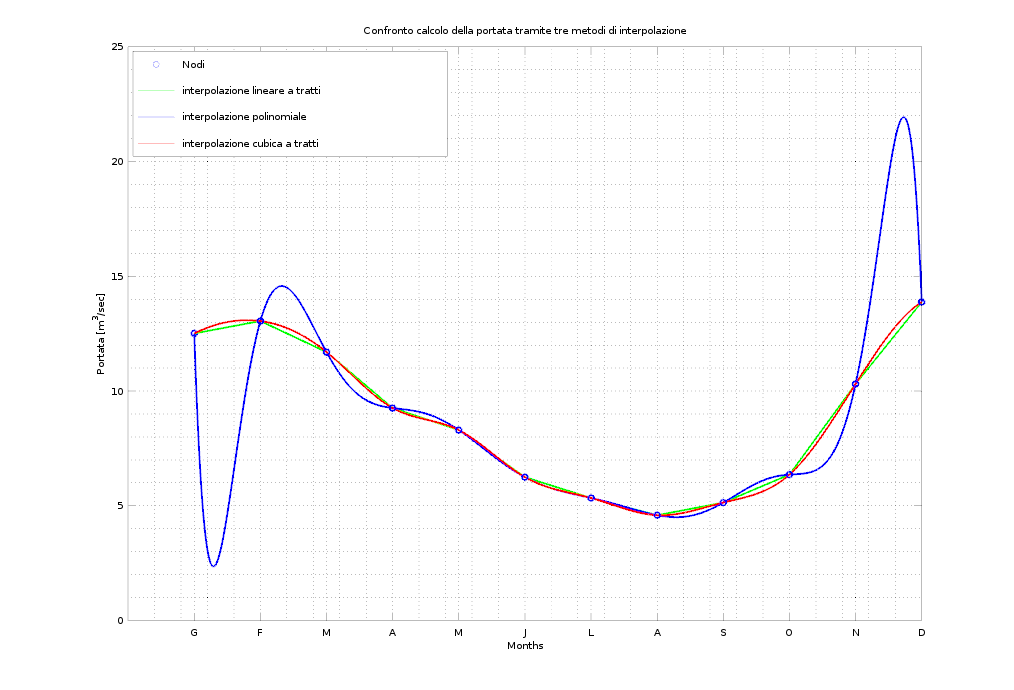 Confronto calcolo della portata tramite tre metodi di interpolazione
25
20
15
10
5
0
Portata [m^3/sec]
Nodi
interpolazione lineare a tratti
interpolazione polinomiale
interpolazione cubica a tratti
G F M A M J L A S O N D
Months